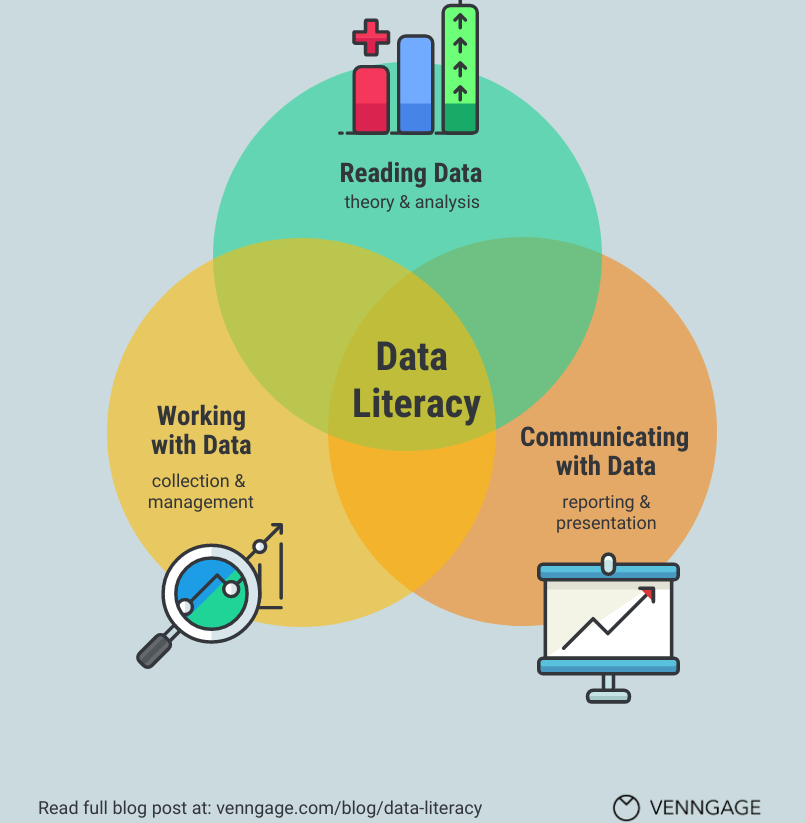 Reading Data
theory & analysis
Data
Literacy
Working
with Data
collection &
management
Communicating
with Data
reporting &
presentation
Read full blog post at: venngage.com/blog/data-literacy
VENNGAGE